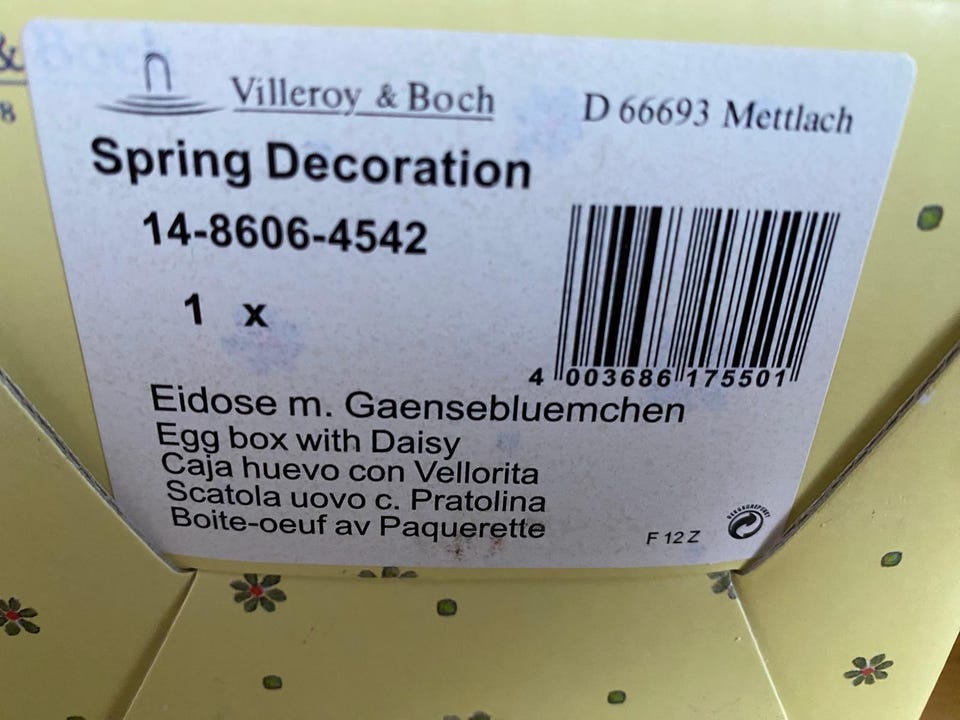 &
8
Villeroy & Boch
D 66693 Mettlach
Spring Decoration
14-8606-4542
1 x
4 003686 175501
Eidose m. Gaensebluemchen
Egg box with Daisy
Caja huevo con Vellorita
Scatola uovo c. Pratolina
Boite-oeuf av Paquerette
F 12 Z